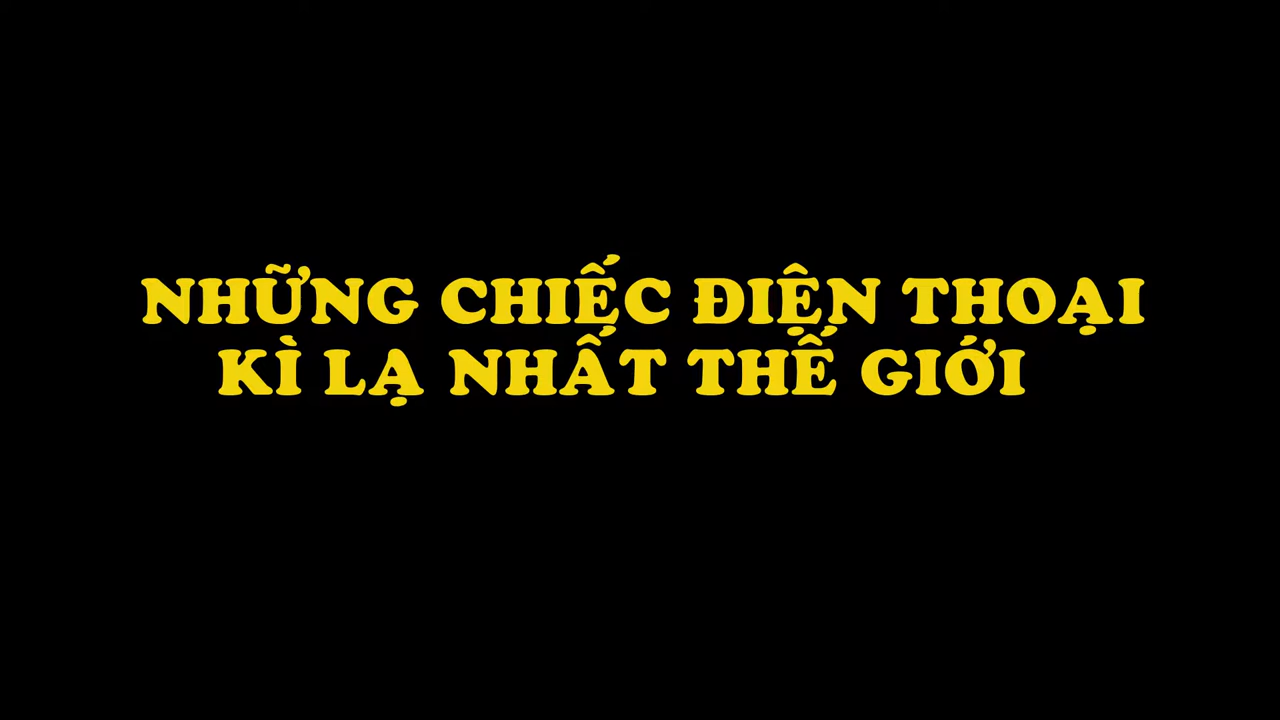 NHỮNG CHIẾC ĐIỆN THOẠI
KÌ LẠ NHẤT THẾ GIỚI